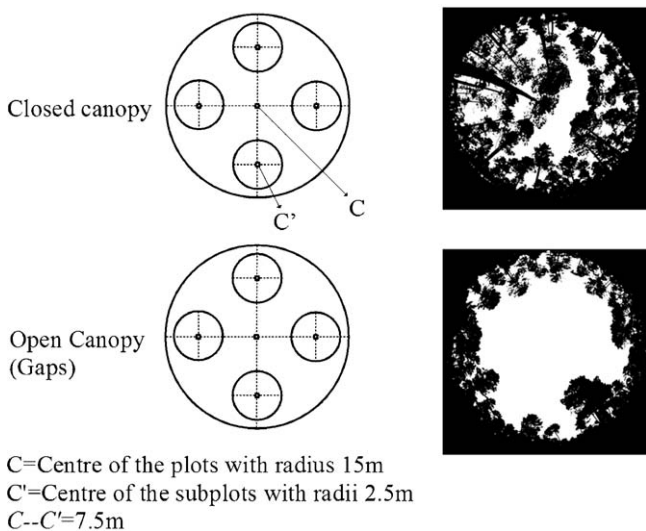 Closed canopy
C
C'
Open Canopy
(Gaps)
C=Centre of the plots with radius 15m
C'=Centre of the subplots with radii 2.5m
C--C'=7.5m